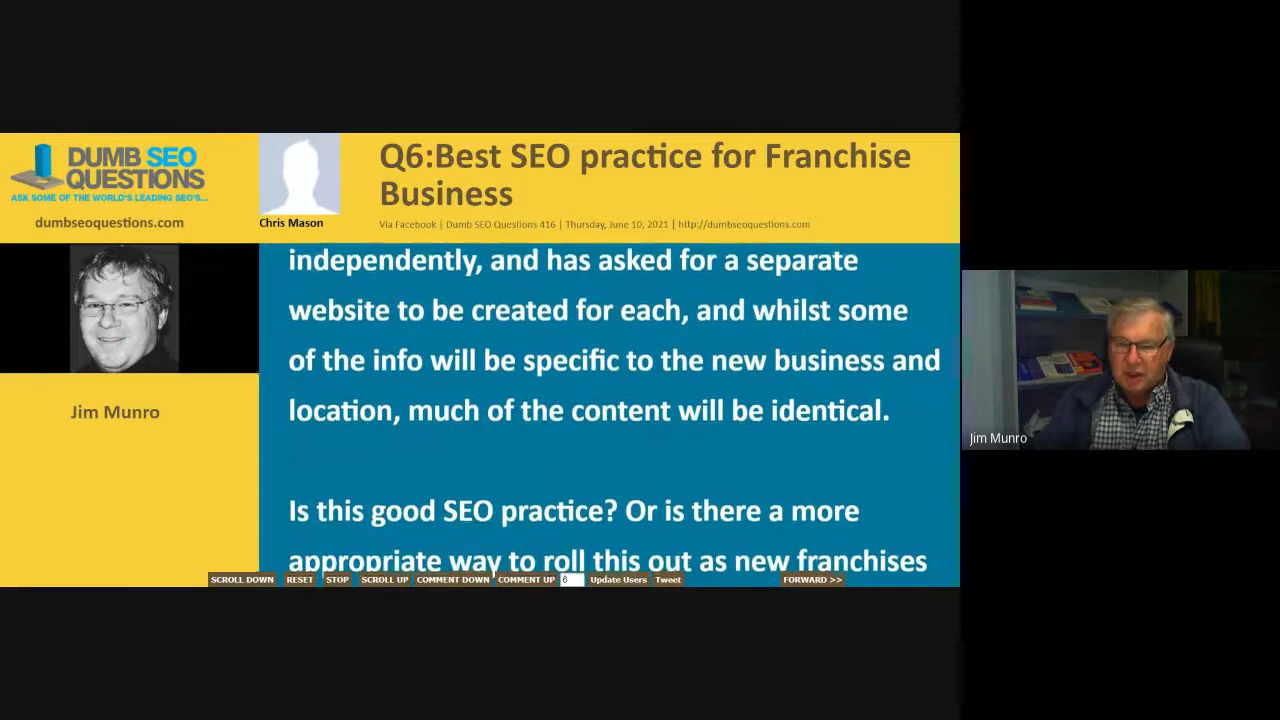 DUMB SEO
QUESTIONS
ASK SOME OF THE WORLD'S LEADING SEO'S...
dumbseoquestions.com
Chris Mason
Q6:Best SEO practice for Franchise
Business
Via Facebook | Dumb SEO Questions 416 | Thursday, June 10, 2021 | http://dumbseoquestions.com
Jim Munro
independently, and has asked for a separate
website to be created for each, and whilst some
of the info will be specific to the new business and
location, much of the content will be identical.
Is this good SEO practice? Or is there a more
appropriate way to roll this out as new franchises
SCROLL DOWN RESET STOP SCROLL UP COMMENT DOWN COMMENT UP 6 Update Users Tweet FORWARD >>
Jim Munro